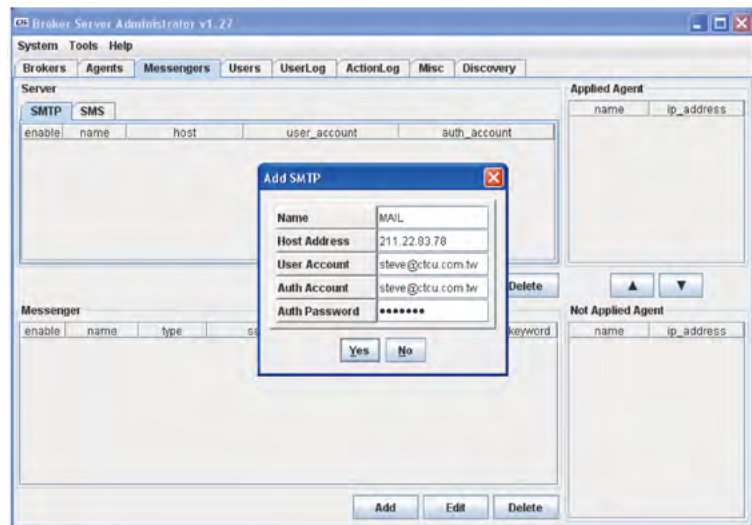 Broker Server Administrator v1.27
System Tools Help
Brokers Agents Messengers Users UserLog ActionLog Misc Discovery
Server
SMTP SMS
enable name host user_account auth_account
Applied Agent
name ip_address
Add SMTP
Name MAIL
Host Address 211.22.83.78
User Account steve@ctcu.com.tw
Auth Account steve@ctcu.com.tw
Auth Password •••••••
Yes No
Delete
Messenger
enable name type keyword
Not Applied Agent
name ip_address
Add Edit Delete